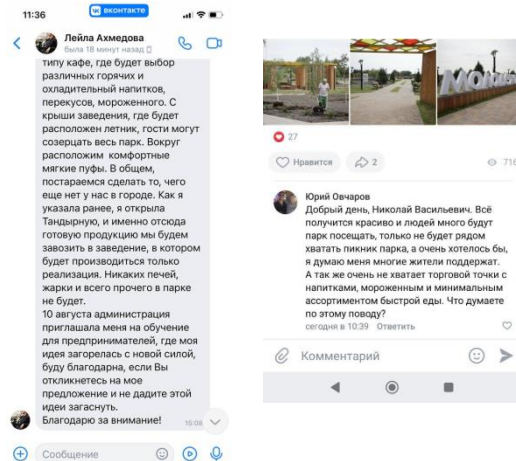 11:36
вконтакте
Лейла Ахмедова
была 18 минут назад
типу кафе, где будет выбор
различных горячих и
охладительный напитков,
перекусов, мороженного. С
крыши заведения, где будет
расположен летник, гости могут
созерцать весь парк. Вокруг
расположим комфортные
мягкие пуфы. В общем,
постараемся сделать то, чего
еще нет у нас в городе. Как я
указала ранее, я открыла
Тандырную, и именно отсюда
готовую продукцию мы будем
завозить в заведение, в котором
будет производиться только
реализация. Никаких печей,
жарки и всего прочего в парке
не будет.
10 августа администрация
приглашала меня на обучение
для предпринимателей, где моя
идея загорелась с новой силой,
буду благодарна, если Вы
откликнетесь на мое
предложение и не дадите этой
идеи загаснуть.
Благодарю за внимание!
15:08
Сообщение
27
Нравится
2
716
Юрий Овчаров
Добрый день, Николай Васильевич. Всё
получится красиво и людей много будут
парк посещать, только не будет рядом
хватать пикник парка, а очень хотелось бы,
я думаю меня многие жители поддержат.
А так же очень не хватает торговой точки с
напитками, мороженным и минимальным
ассортиментом быстрой еды. Что думаете
по этому поводу?
сегодня в 10:39 Ответить
Комментарий